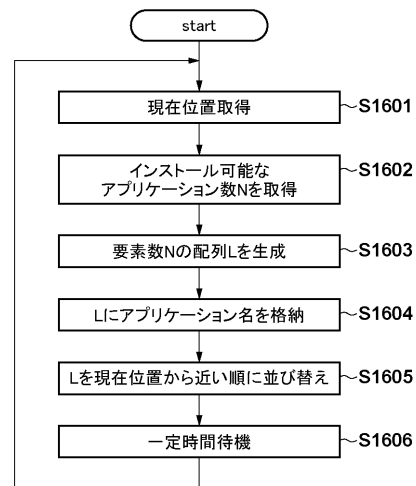 start
現在位置取得
S1601
インストール可能な
アプリケーション数Nを取得
S1602
要素数Nの配列Lを生成
S1603
Lにアプリケーション名を格納
S1604
Lを現在位置から近い順に並び替え
S1605
一定時間待機
S1606